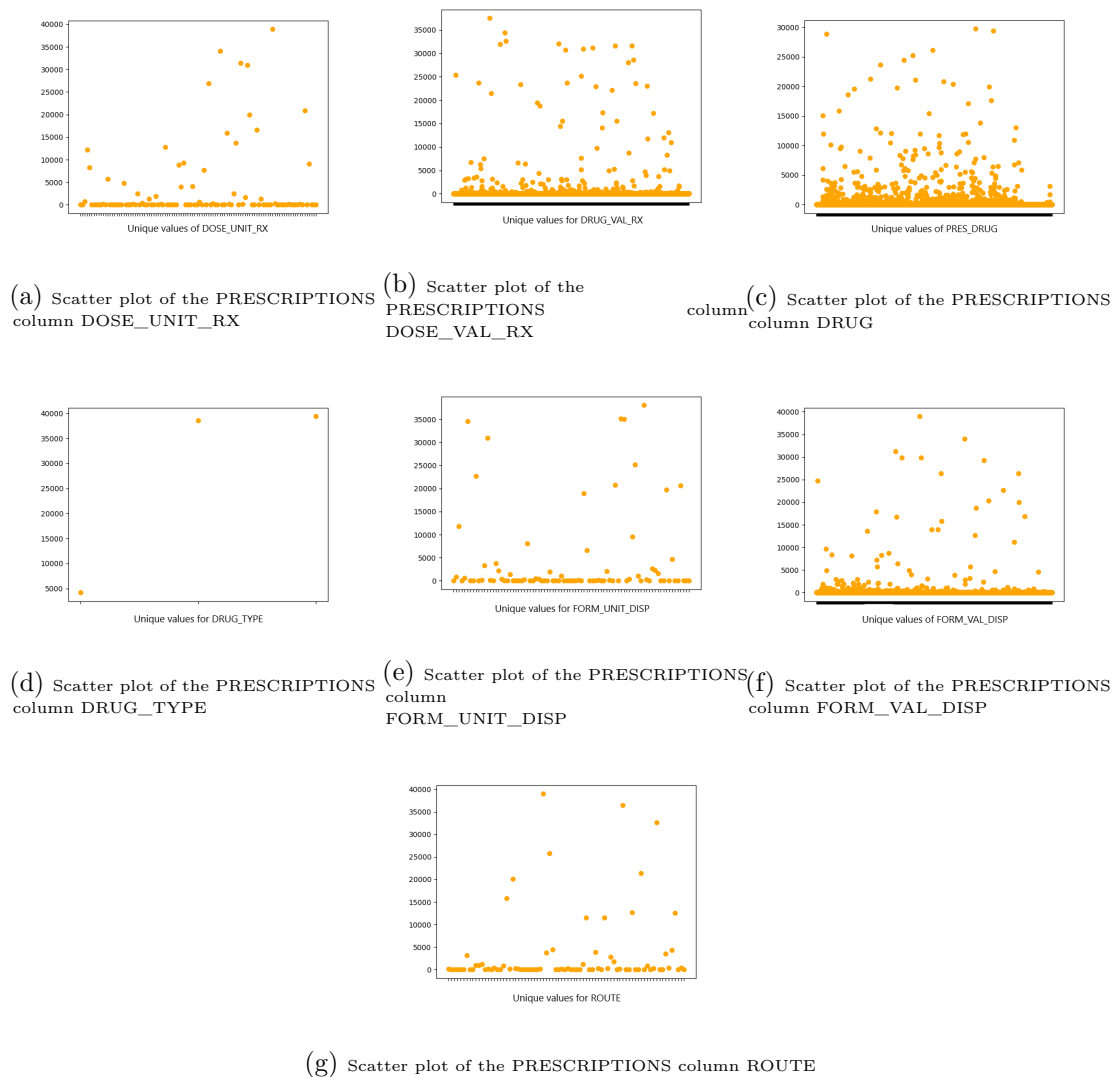 40000
35000
30000
25000
20000
15000
10000
5000
0
Unique values of DOSE_UNIT_RX
35000
30000
25000
20000
15000
10000
5000
0
Unique values for DRUG_VAL_RX
30000
25000
20000
15000
10000
5000
0
Unique values of PRES_DRUG
(a) Scatter plot of the PRESCRIPTIONS
column DOSE_UNIT_RX
(b) Scatter plot of the
PRESCRIPTIONS column
DOSE_VAL_RX
(c) Scatter plot of the PRESCRIPTIONS
column DRUG
40000
35000
30000
25000
20000
15000
10000
5000
Unique values for DRUG_TYPE
35000
30000
25000
20000
15000
10000
5000
0
Unique values for FORM_UNIT_DISP
40000
35000
30000
25000
20000
15000
10000
5000
0
Unique values of FORM_VAL_DISP
(d) Scatter plot of the PRESCRIPTIONS
column DRUG_TYPE
(e) Scatter plot of the PRESCRIPTIONS
column
FORM_UNIT_DISP
(f) Scatter plot of the PRESCRIPTIONS
column FORM_VAL_DISP
40000
35000
30000
25000
20000
15000
10000
5000
0
Unique values for ROUTE
(g) Scatter plot of the PRESCRIPTIONS column ROUTE